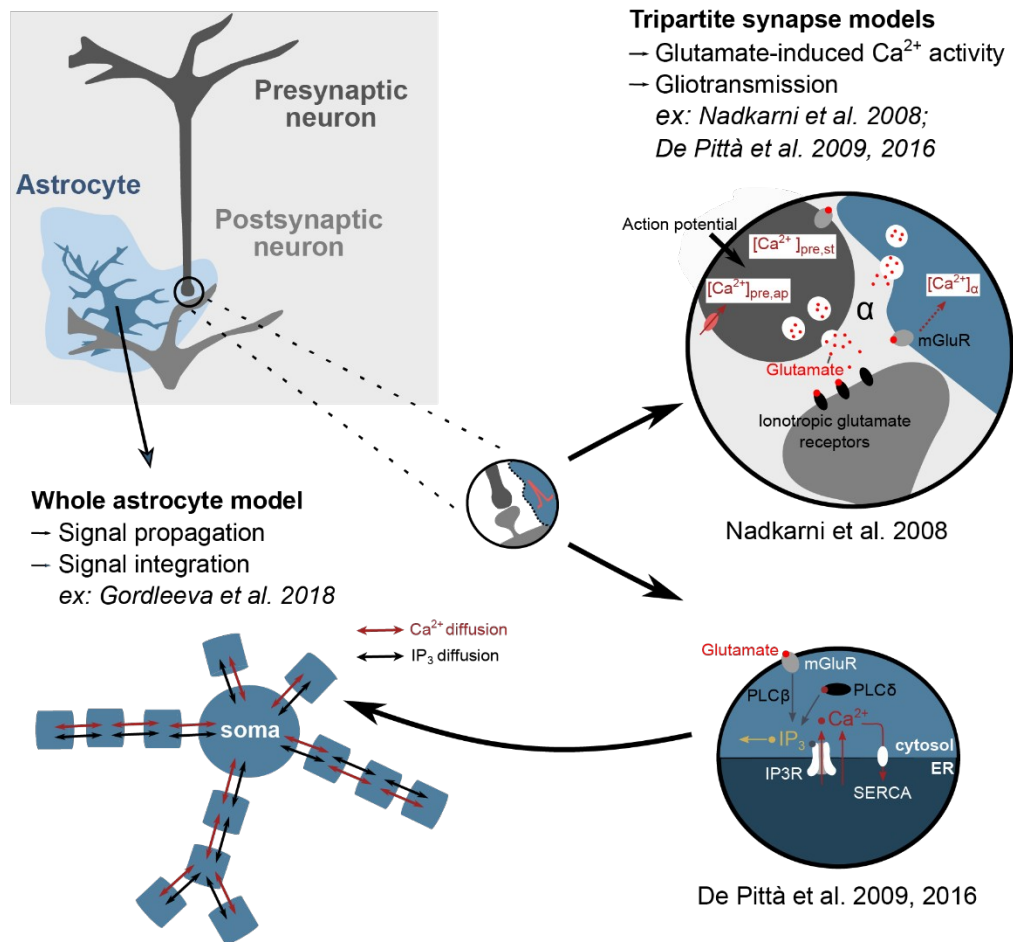 Presynaptic
neuron
Astrocyte
Postsynaptic
neuron
Tripartite synapse models
→ Glutamate-induced Ca²⁺ activity
→ Gliotransmission
ex: Nadkarni et al. 2008;
De Pittà et al. 2009, 2016
Action potential
[Ca²⁺]pre,st
[Ca²⁺]pre,ap
[Ca²⁺]α
α
mGluR
Glutamate
Ionotropic glutamate
receptors
Nadkarni et al. 2008
Whole astrocyte model
→ Signal propagation
→ Signal integration
ex: Gordleeva et al. 2018
Ca²⁺ diffusion
IP₃ diffusion
soma
Glutamate
mGluR
PLCβ
PLCδ
Ca²⁺
IP₃
cytosol
ER
IP3R
SERCA
De Pittà et al. 2009, 2016